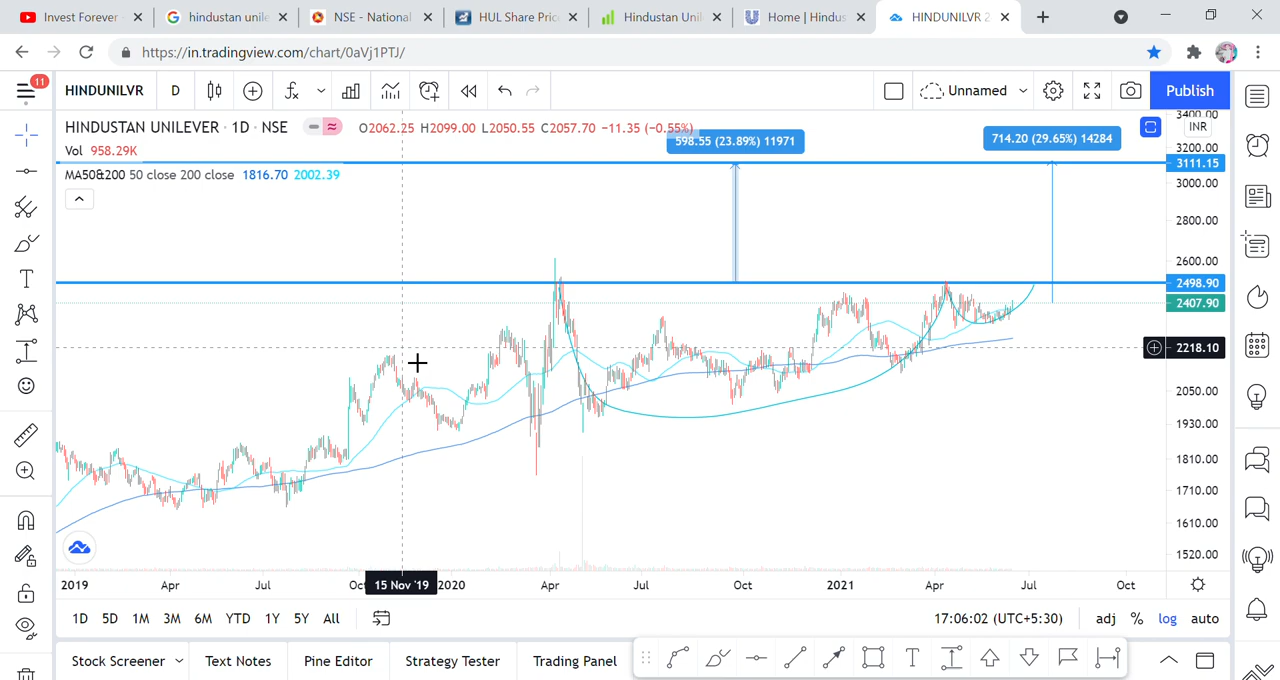 Invest Forever
hindustan unile
NSE - National
HUL Share Pric
Hindustan Unil
Home | Hindus
HINDUNILVR 2
https://in.tradingview.com/chart/0aVj1PTJ/
11
HINDUNILVR
D
Unnamed
Publish
HINDUSTAN UNILEVER · 1D · NSE
O2062.25 H2099.00 L2050.55 C2057.70 −11.35 (−0.55%)
Vol 958.29K
MA50&200 50 close 200 close 1816.70 2002.39
598.55 (23.89%) 11971
714.20 (29.65%) 14284
3400.00
INR
3200.00
3111.15
3000.00
2800.00
2600.00
2498.90
2407.90
2218.10
2050.00
1930.00
1810.00
1710.00
1610.00
1520.00
2019 Apr Jul Oct 15 Nov '19 2020 Apr Jul Oct 2021 Apr Jul Oct
1D 5D 1M 3M 6M YTD 1Y 5Y All
17:06:02 (UTC+5:30)
adj % log auto
Stock Screener
Text Notes
Pine Editor
Strategy Tester
Trading Panel